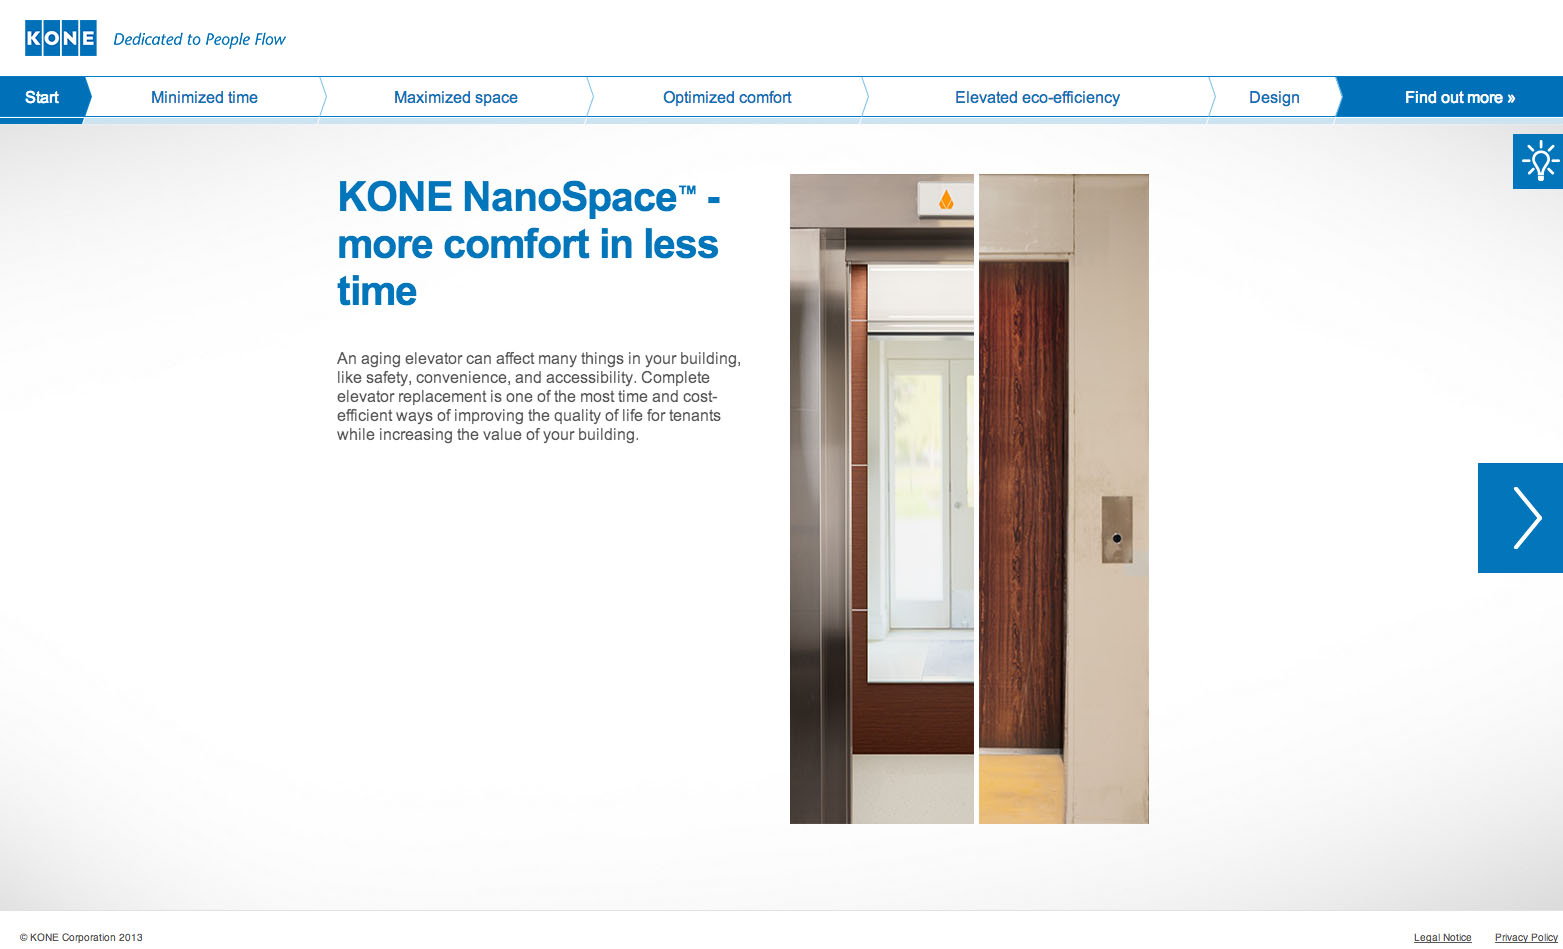 KONE Dedicated to People Flow
Start Minimized time Maximized space Optimized comfort Elevated eco-efficiency Design Find out more »
KONE NanoSpace™ -
more comfort in less
time
An aging elevator can affect many things in your building,
like safety, convenience, and accessibility. Complete
elevator replacement is one of the most time and cost-
efficient ways of improving the quality of life for tenants
while increasing the value of your building.
© KONE Corporation 2013 Legal Notice Privacy Policy